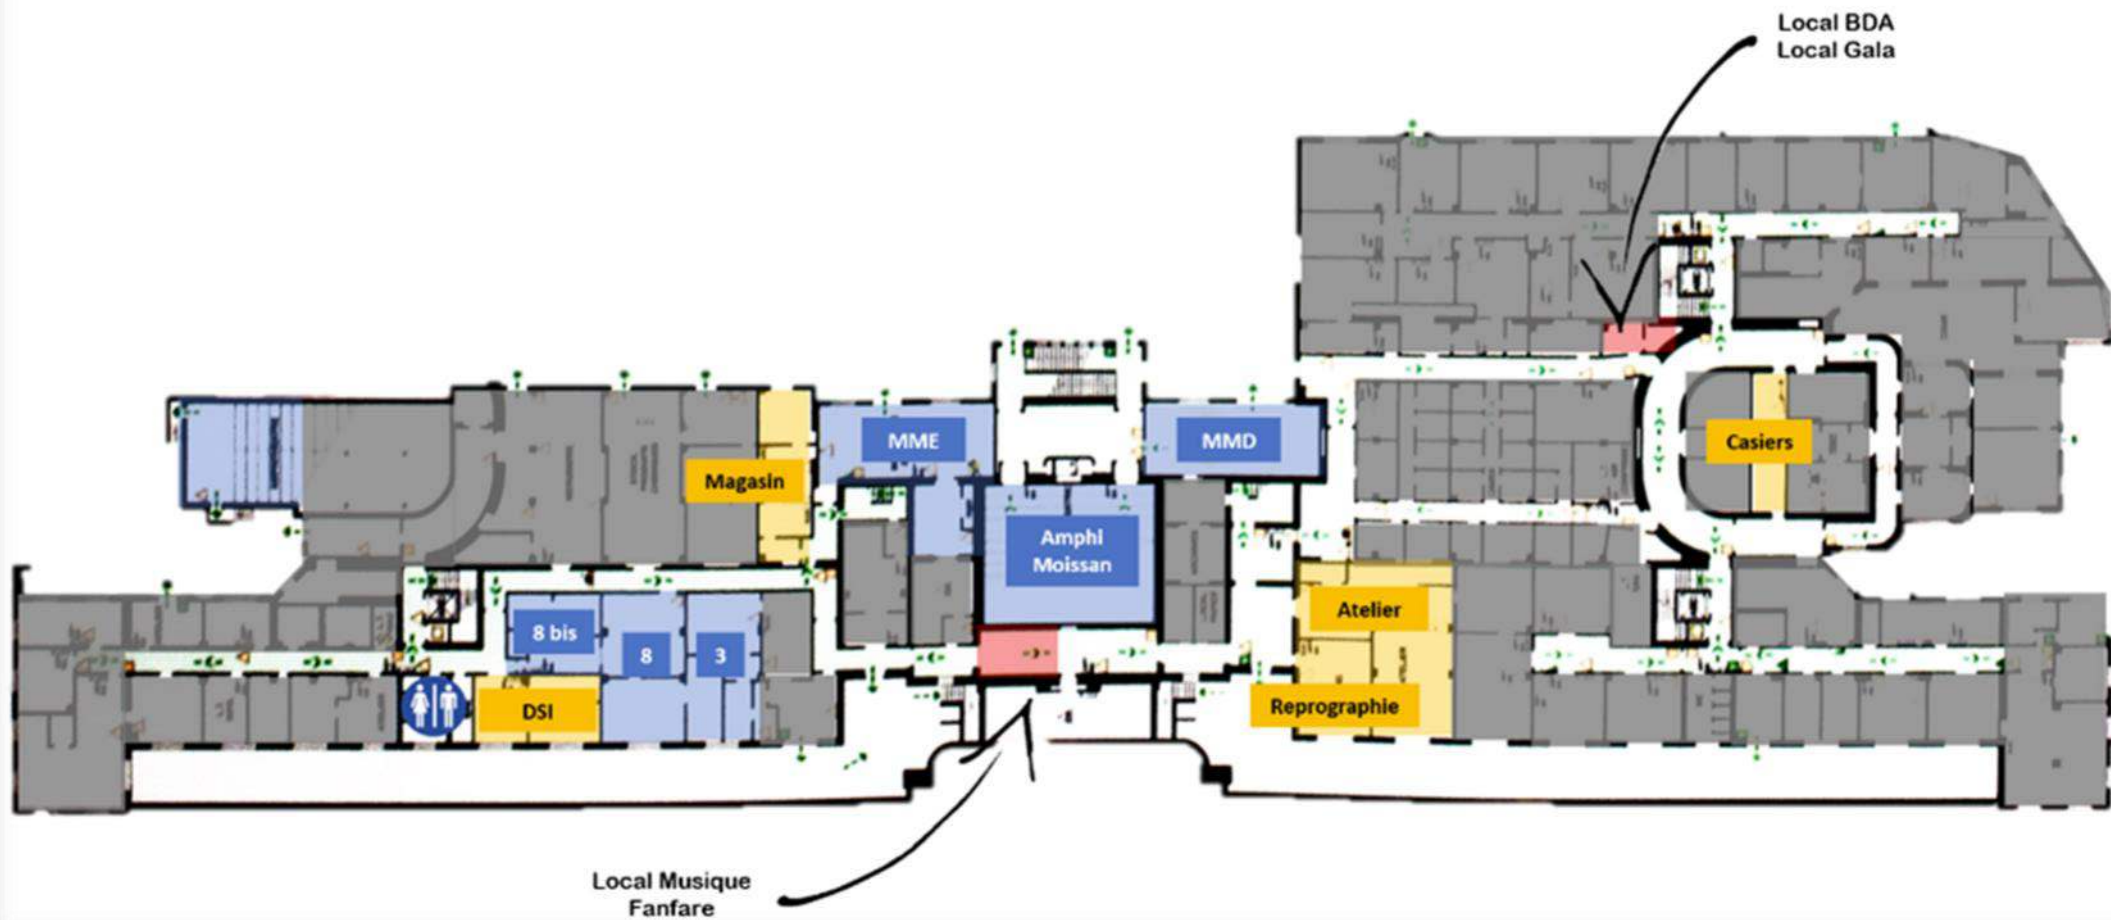 Local BDA
Local Gala
MME
MMD
Magasin
Casiers
Amphi
Moissan
8 bis
8
3
Atelier
DSI
Reprographie
Local Musique
Fanfare